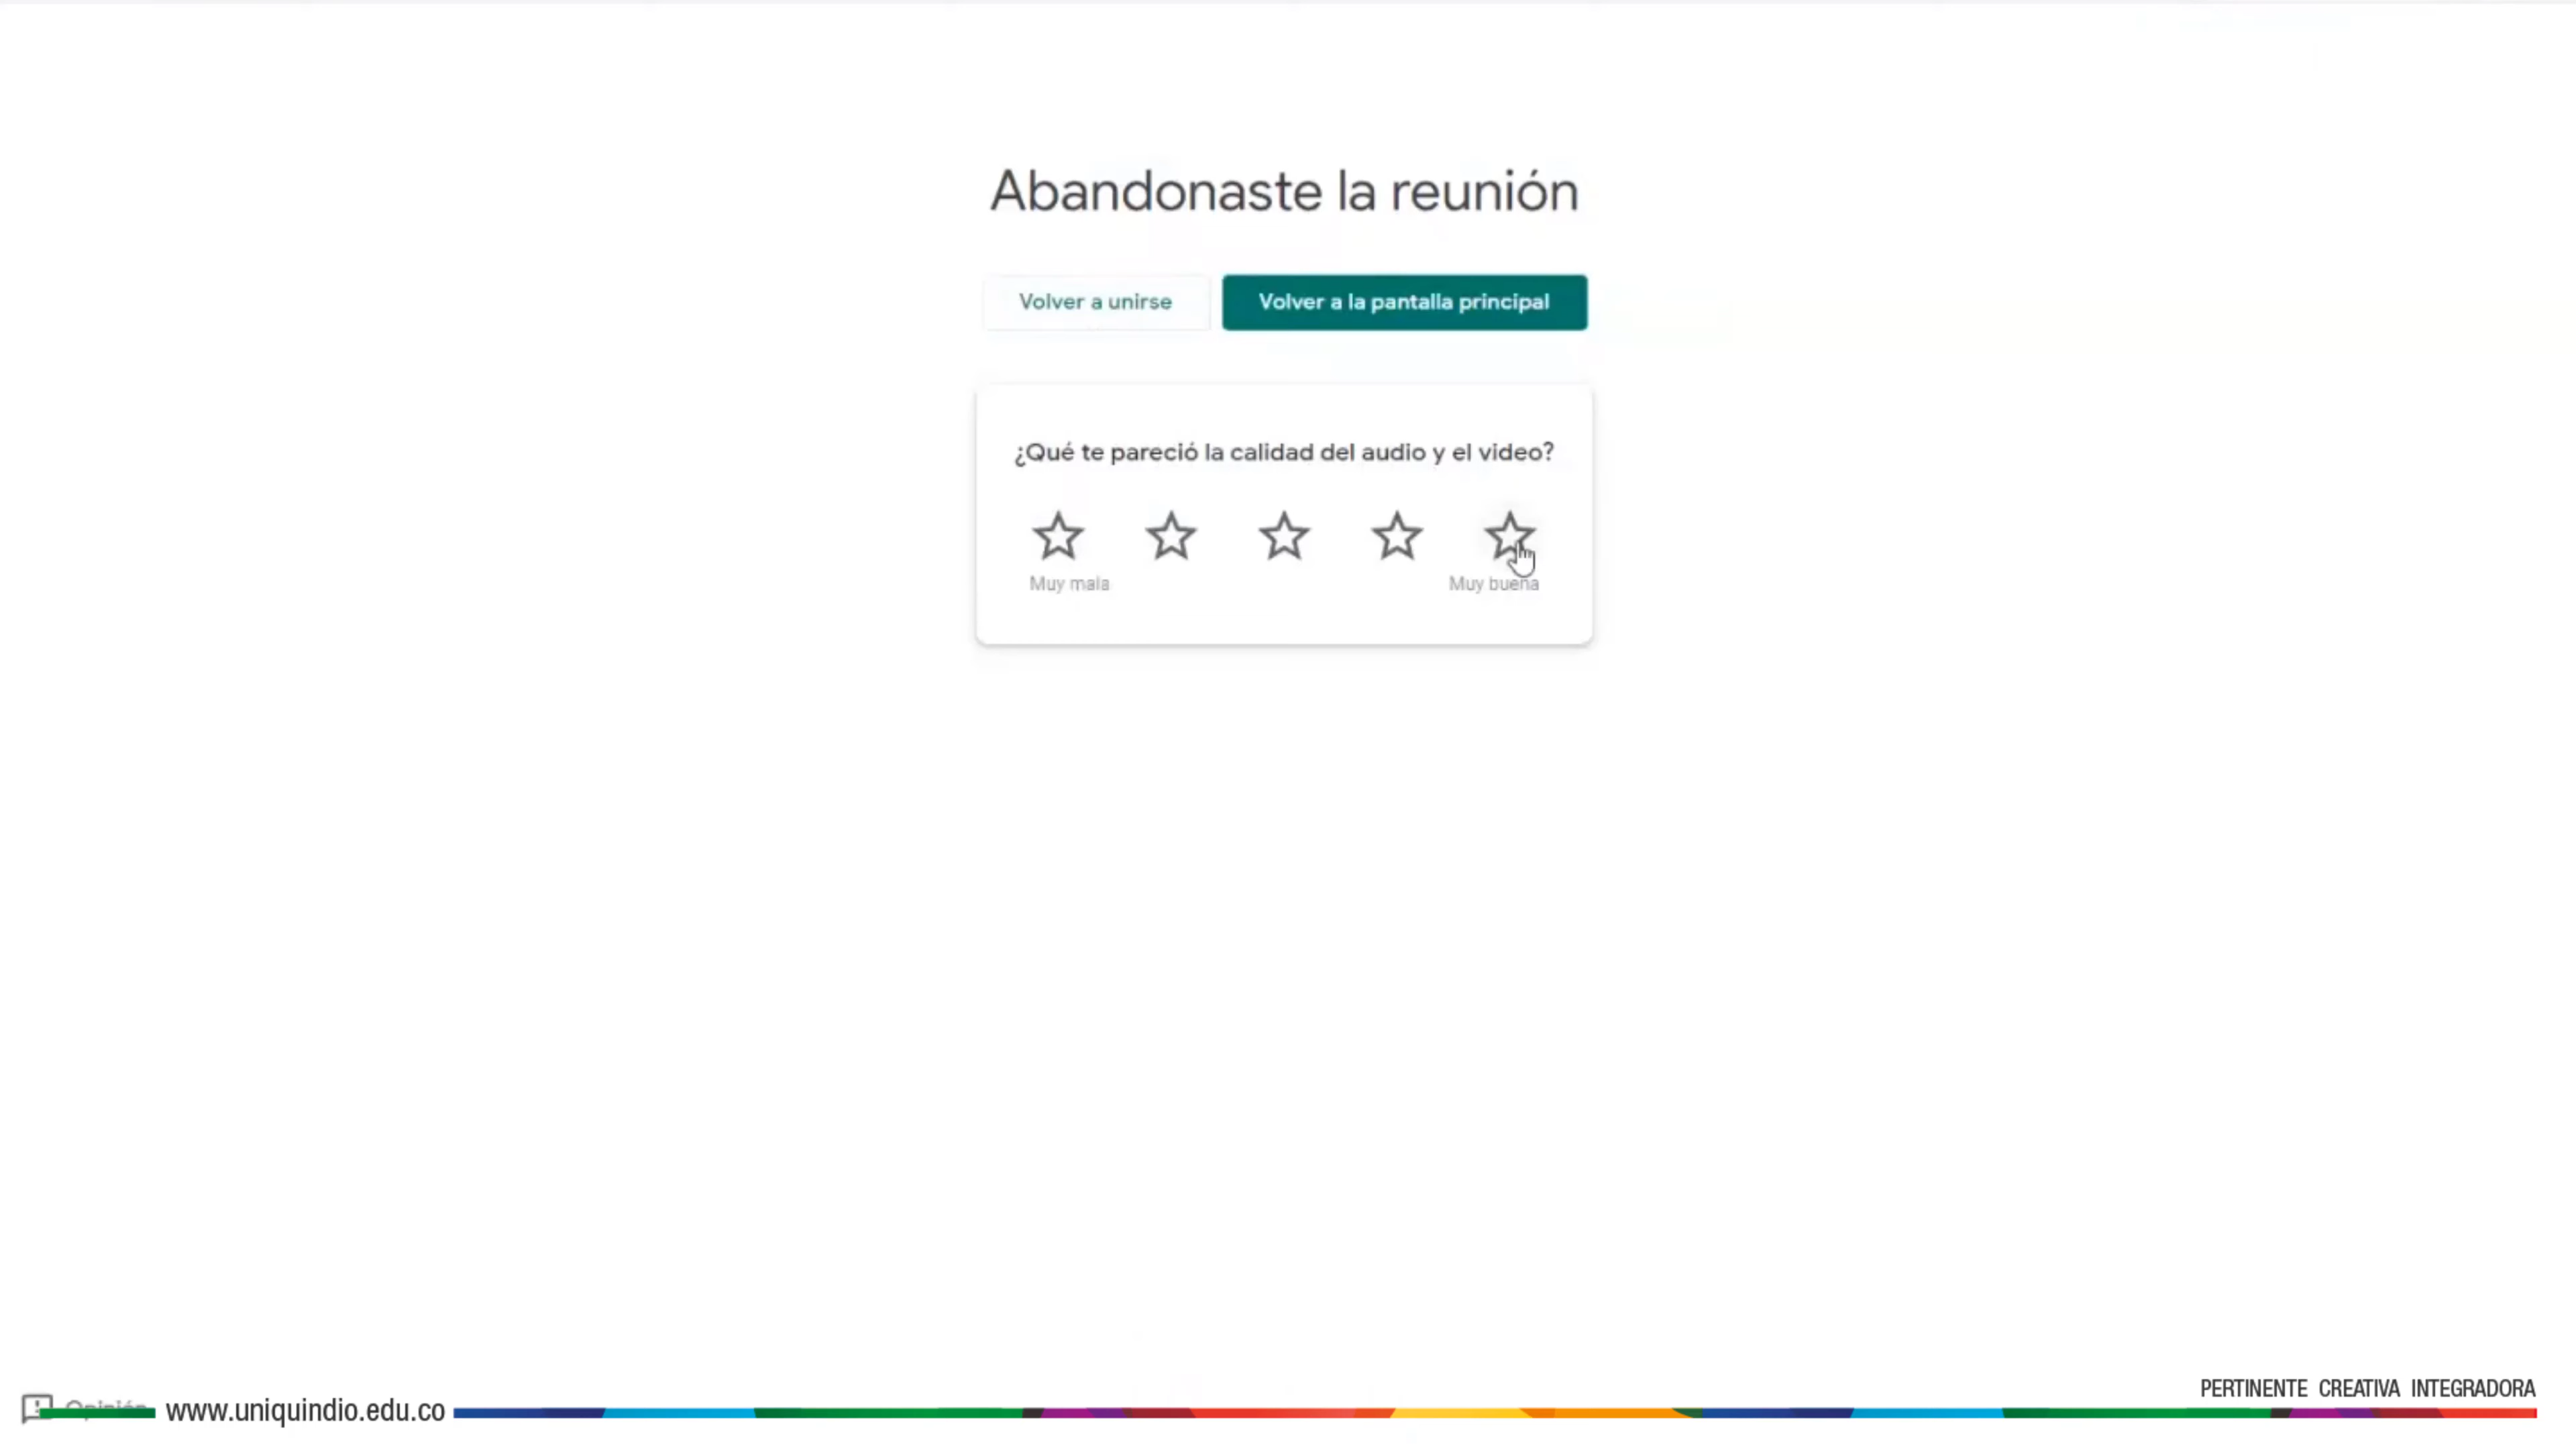 Abandonaste la reunión
Volver a unirse
Volver a la pantalla principal
¿Qué te pareció la calidad del audio y el video?
Muy mala
Muy buena
PERTINENTE CREATIVA INTEGRADORA
Opinión
www.uniquindio.edu.co